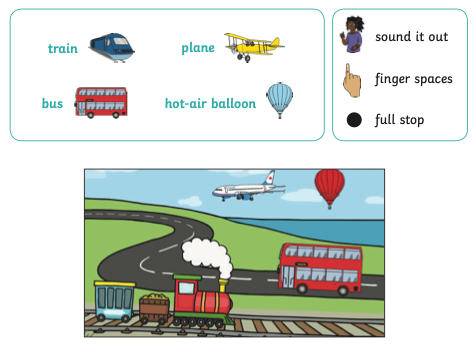 train
plane
bus
hot-air balloon
sound it out
finger spaces
full stop